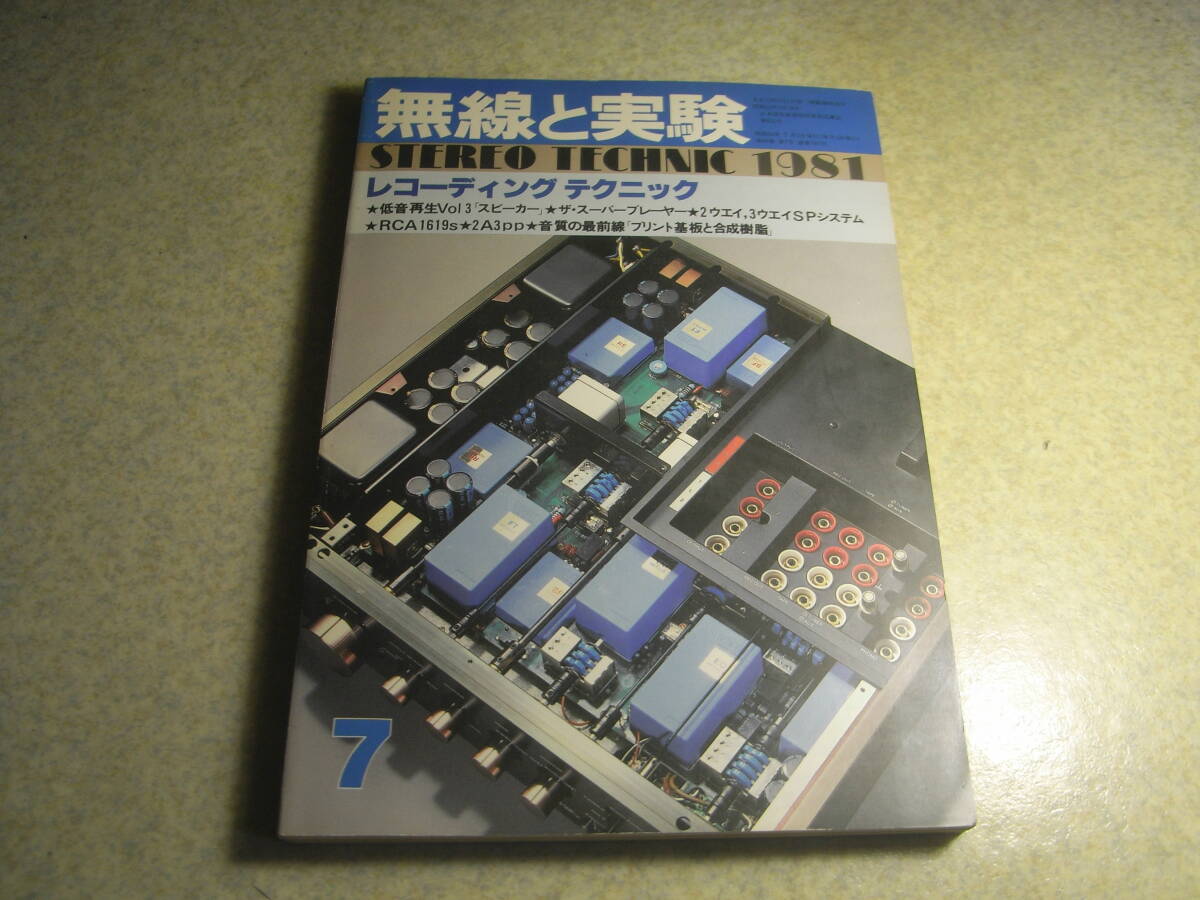 無線と実験
STEREO TECHNIC 1981
レコーディング テクニック
★低音再生Vol 3「スピーカー」★ザ・スーパープレーヤー★2ウエイ,3ウエイSPシステム
★RCA1619s★2A3pp★音質の最前線「プリント基板と合成樹脂」
7